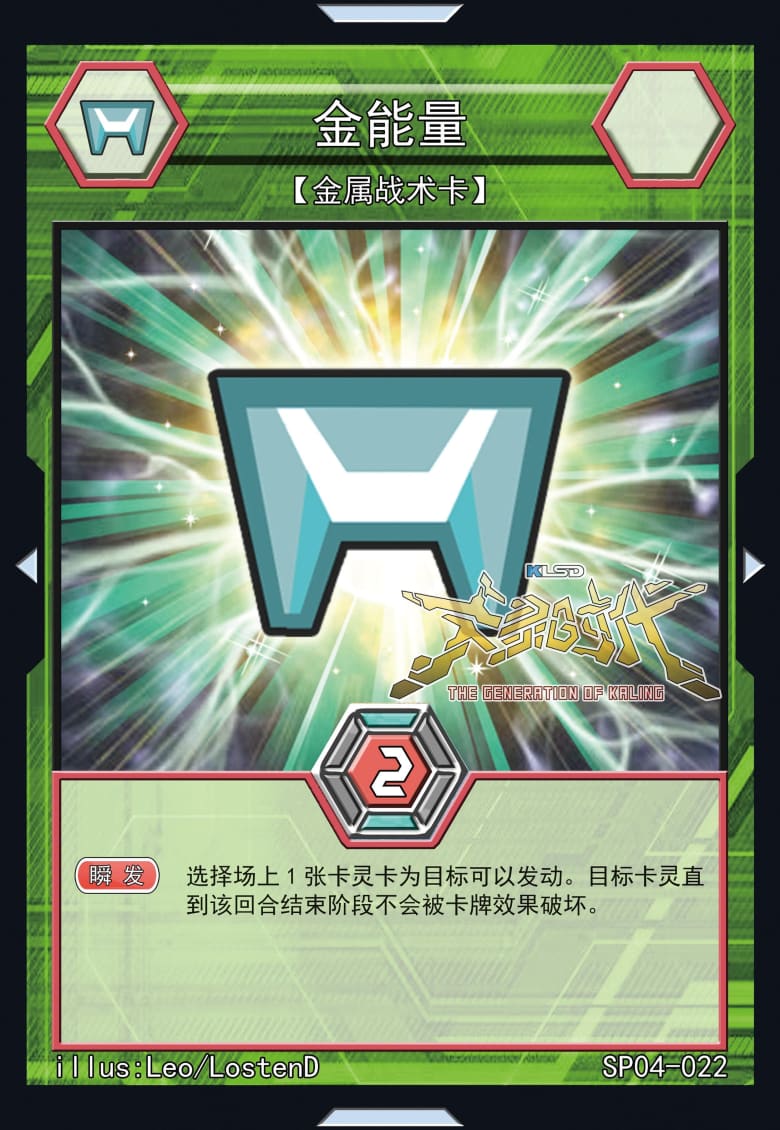 金能量
【金属战术卡】
KLSD
卡灵时代
THE GENERATION OF KALING
2
瞬发 选择场上1张卡灵卡为目标可以发动。目标卡灵直
到该回合结束阶段不会被卡牌效果破坏。
illus:Leo/LostenD
SP04-022